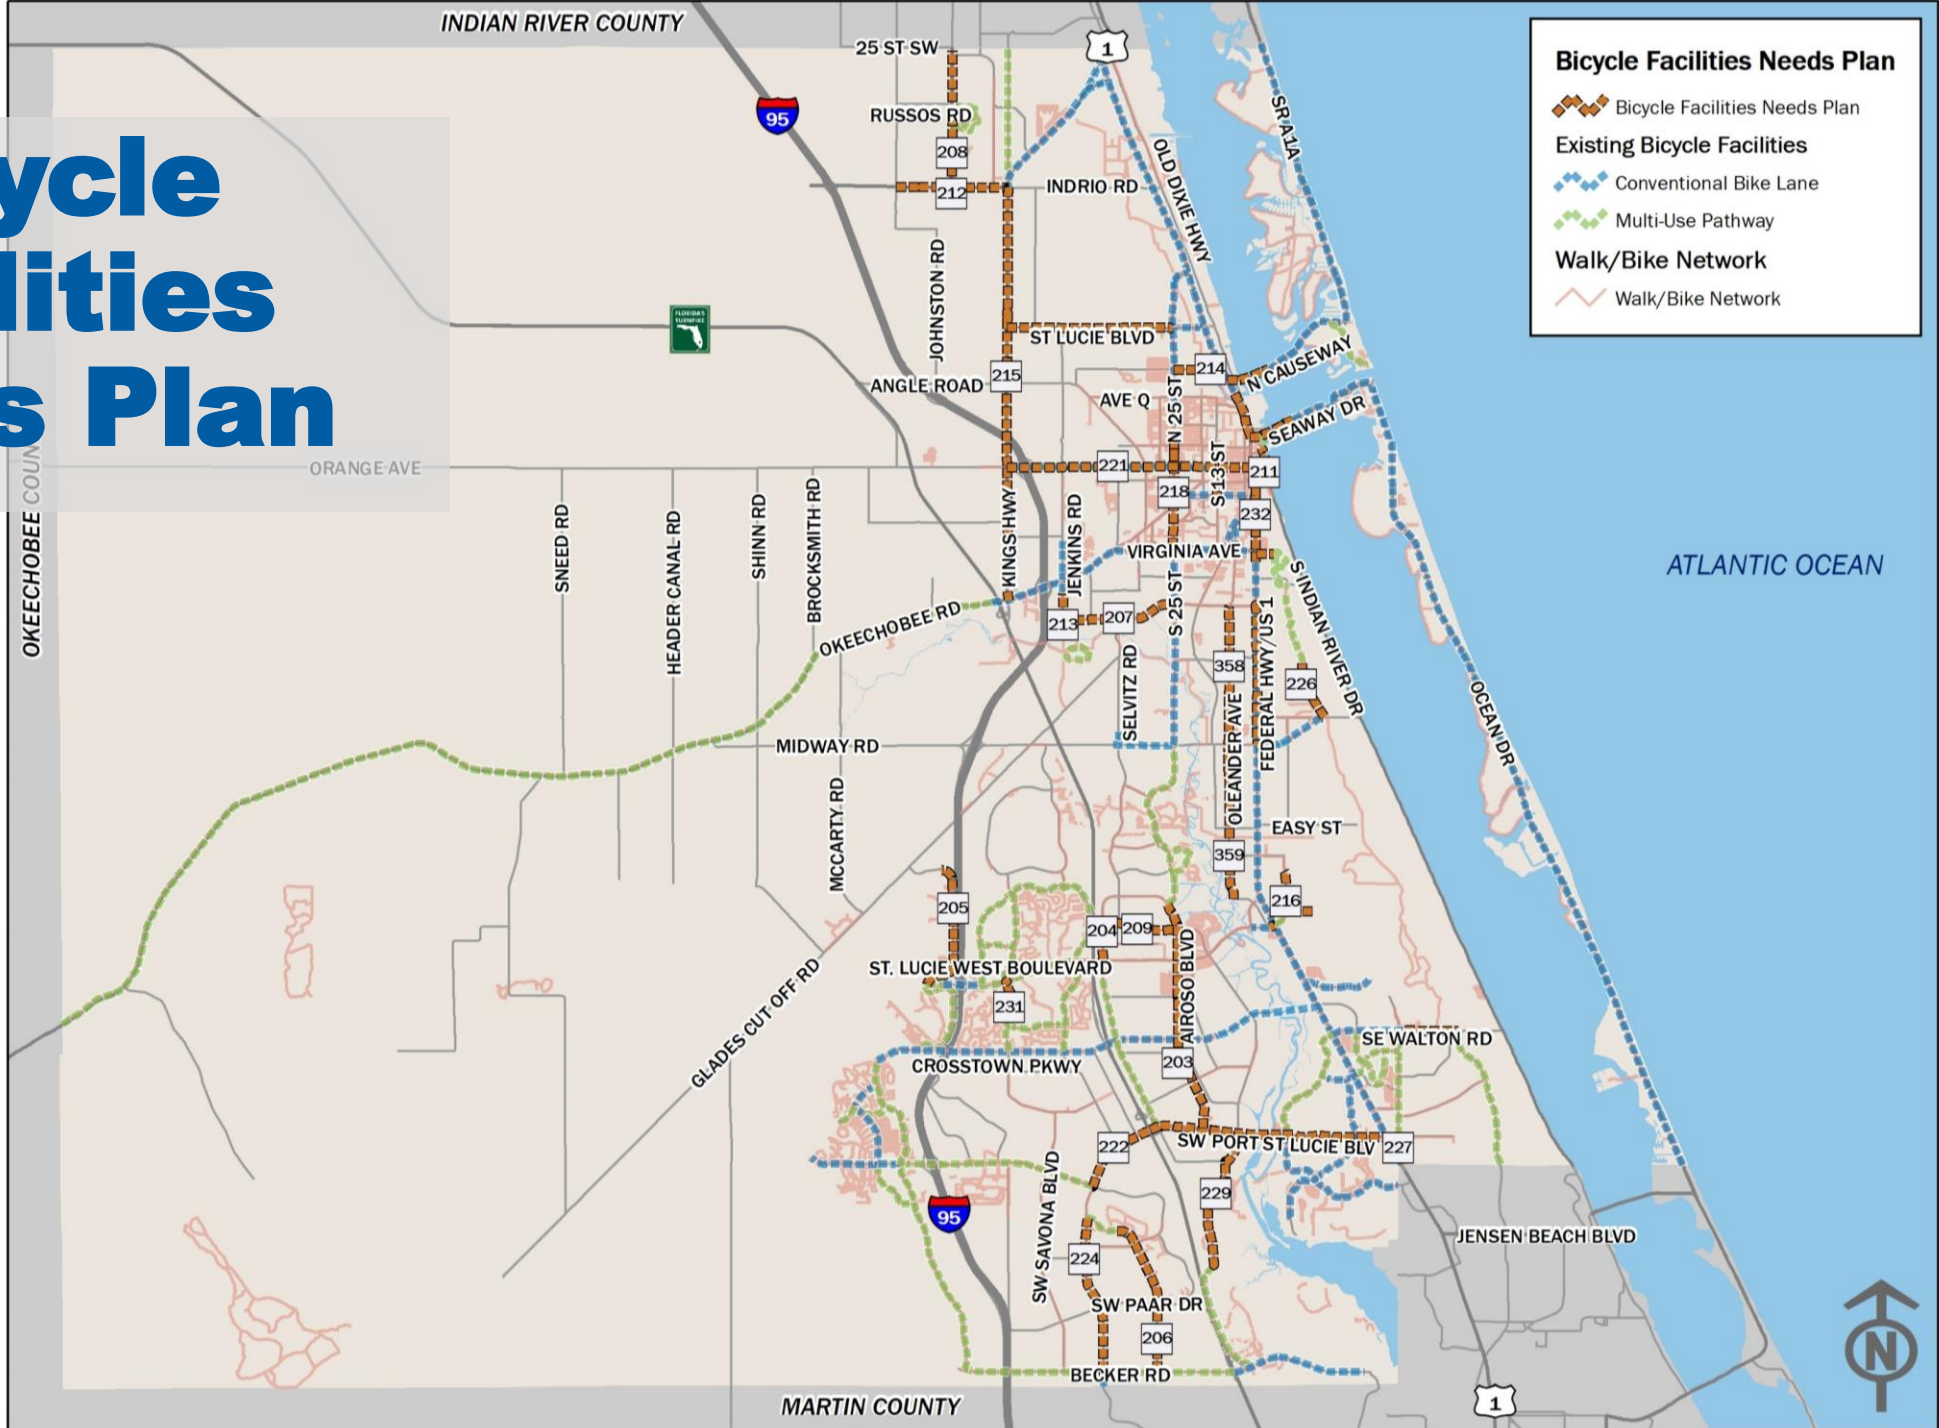 INDIAN RIVER COUNTY
25 ST SW
1
95
RUSSOS RD
208
212
INDRIO RD
OLD DIXIE HWY
SR A1A
Bicycle Facilities Needs Plan
Bicycle Facilities Needs Plan
Existing Bicycle Facilities
Conventional Bike Lane
Multi-Use Pathway
Walk/Bike Network
Walk/Bike Network
ycle
lities
s Plan
FLORIDA'S
TURNPIKE
JOHNSTON RD
ST LUCIE BLVD
215
214
N CAUSEWAY
ANGLE ROAD
AVE Q
N 25 ST
SEAWAY DR
ORANGE AVE
221
211
S 13 ST
218
232
OKEECHOBEE COUN
SNEED RD
HEADER CANAL RD
SHINN RD
BROCKSMITH RD
KINGS HWY
JENKINS RD
VIRGINIA AVE
ATLANTIC OCEAN
OKEECHOBEE RD
213
207
S 25 ST
S INDIAN RIVER DR
SELVITZ RD
358
FEDERAL HWY/US 1
226
OLEANDER AVE
OCEAN DR
MIDWAY RD
MCCARTY RD
EASY ST
359
205
216
204
209
AIROSO BLVD
ST. LUCIE WEST BOULEVARD
231
GLADES CUT OFF RD
SE WALTON RD
CROSSTOWN PKWY
203
222
SW PORT ST LUCIE BLV
227
SW SAVONA BLVD
229
95
JENSEN BEACH BLVD
224
SW PAAR DR
206
BECKER RD
MARTIN COUNTY
1
N